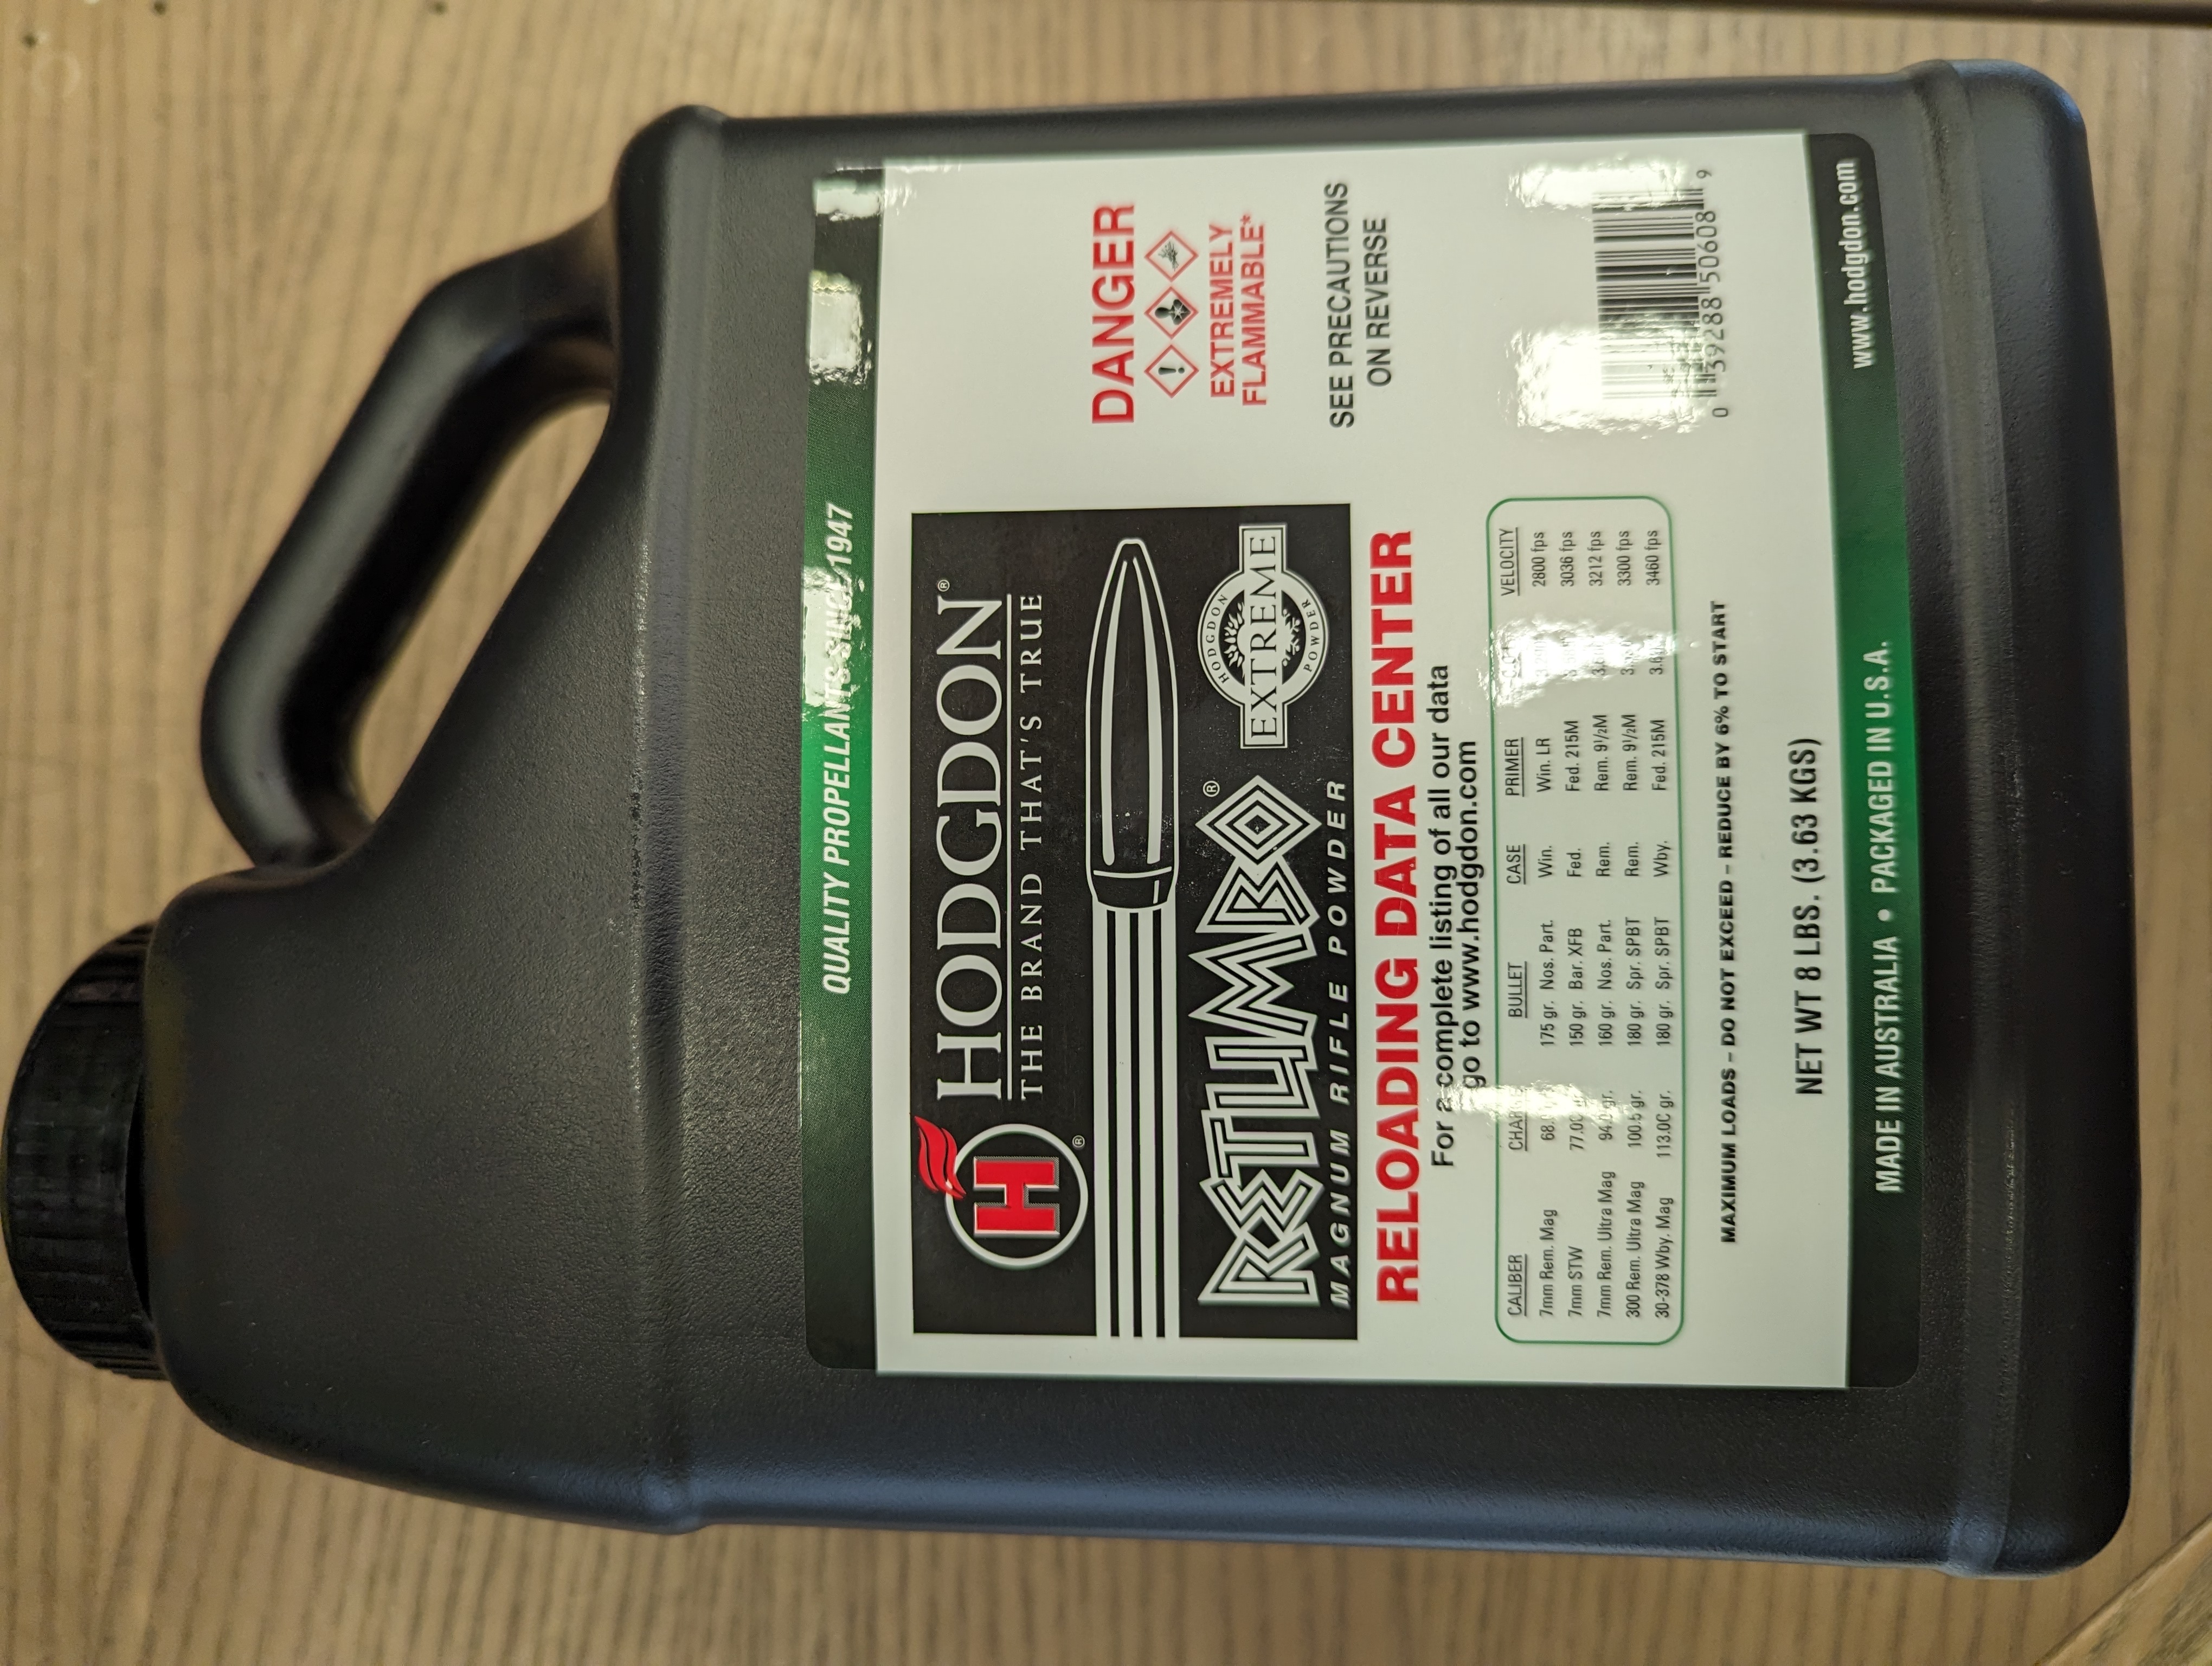 QUALITY PROPELLANTS SINCE 1947
H
®
HODGDON®
THE BRAND THAT'S TRUE
RETUMBO®
MAGNUM RIFLE POWDER
HODGDON
EXTREME
POWDER
DANGER
EXTREMELY
FLAMMABLE*
SEE PRECAUTIONS
ON REVERSE
RELOADING DATA CENTER
For a complete listing of all our data
go to www.hodgdon.com
CALIBER BULLET CASE PRIMER VELOCITY
7mm Rem. Mag 175 gr. Nos. Part. Win. Win. LR 2800 fps
7mm STW 150 gr. Bar. XFB Fed. Fed. 215M 3036 fps
7mm Rem. Ultra Mag 160 gr. Nos. Part. Rem. Rem. 9½M 3212 fps
300 Rem. Ultra Mag 100.5 gr. 180 gr. Spr. SPBT Rem. Rem. 9½M 3300 fps
30-378 Wby. Mag 113.0C gr. 180 gr. Spr. SPBT Wby. Fed. 215M 3460 fps
MAXIMUM LOADS - DO NOT EXCEED - REDUCE BY 6% TO START
0 39288 50608 9
NET WT 8 LBS. (3.63 KGS)
MADE IN AUSTRALIA • PACKAGED IN U.S.A.
www.hodgdon.com